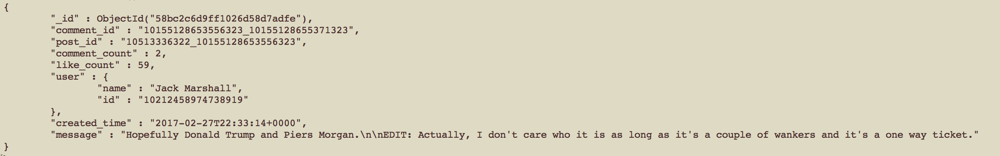 {
"_id" : ObjectId("58bc2c6d9ff1026d58d7adfe"),
"comment_id" : "10155128653556323_10155128655371323",
"post_id" : "10513336322_10155128653556323",
"comment_count" : 2,
"like_count" : 59,
"user" : {
"name" : "Jack Marshall",
"id" : "10212458974738919"
},
"created_time" : "2017-02-27T22:33:14+0000",
"message" : "Hopefully Donald Trump and Piers Morgan.\n\nEDIT: Actually, I don't care who it is as long as it's a couple of wankers and it's a one way ticket."
}